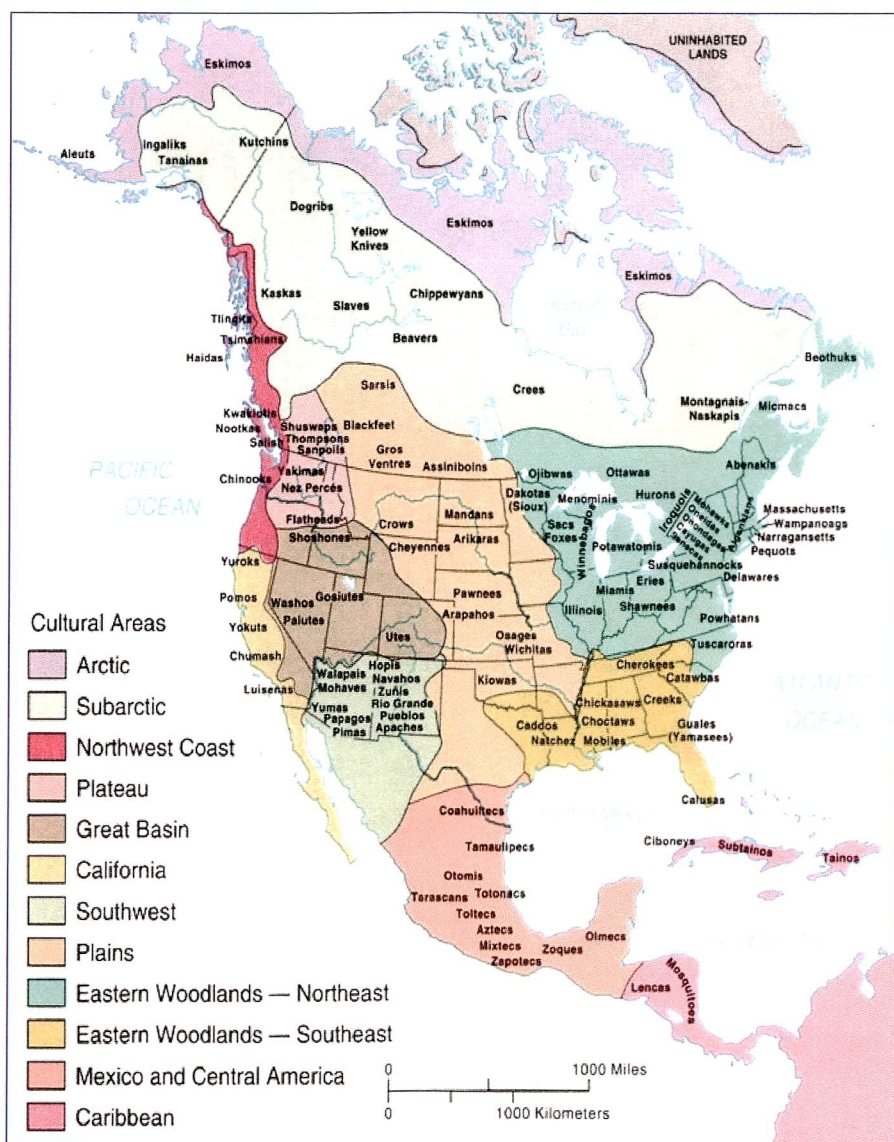 UNINHABITED
LANDS
Eskimos
Aleuts
Ingaliks
Tanainas
Kutchins
Dogribs
Yellow
Knives
Eskimos
Eskimos
Kaskas
Slaves
Chippewyans
Beavers
Tlingits
Tsimshians
Haidas
Beothuks
Sarsis
Crees
Montagnais-
Naskapis
Micmacs
Kwakiutls
Nootkas
Salish
Shuswaps
Thompsons
Sanpoils
Blackfeet
Gros
Ventres
Assiniboins
Ojibwas
Ottawas
Abenakis
PACIFIC
OCEAN
Chinooks
Yakimas
Nez Percés
Flatheads
Dakotas
(Sioux)
Menominis
Hurons
Iroquois
Mohawks
Oneidas
Onondagas
Cayugas
Senecas
Algonkians
Massachusetts
Wampanoags
Narragansetts
Pequots
Crows
Mandans
Sacs
Foxes
Winnebagos
Shoshones
Cheyennes
Arikaras
Potawatomis
Susquehannocks
Eries
Delawares
Yuroks
Pomos
Washos
Paiutes
Gosiutes
Pawnees
Arapahos
Illinois
Miamis
Shawnees
Powhatans
Yokuts
Utes
Osages
Wichitas
Tuscaroras
Chumash
Luisenas
Walapais
Mohaves
Yumas
Papagos
Pimas
Hopis
Navahos
Zuñis
Rio Grande
Pueblos
Apaches
Kiowas
Cherokees
Catawbas
Chickasaws
Creeks
Choctaws
Caddos
Natchez
Mobiles
Guales
(Yamasees)
ATLANTIC
OCEAN
Calusas
Coahuiltecs
Tamaulipecs
Ciboneys
Subtainos
Tainos
Otomis
Tarascans
Totonacs
Toltecs
Aztecs
Mixtecs
Zapotecs
Zoques
Olmecs
Lencas
Mosquitoes
Cultural Areas
Arctic
Subarctic
Northwest Coast
Plateau
Great Basin
California
Southwest
Plains
Eastern Woodlands — Northeast
Eastern Woodlands — Southeast
Mexico and Central America
Caribbean
0 1000 Miles
0 1000 Kilometers